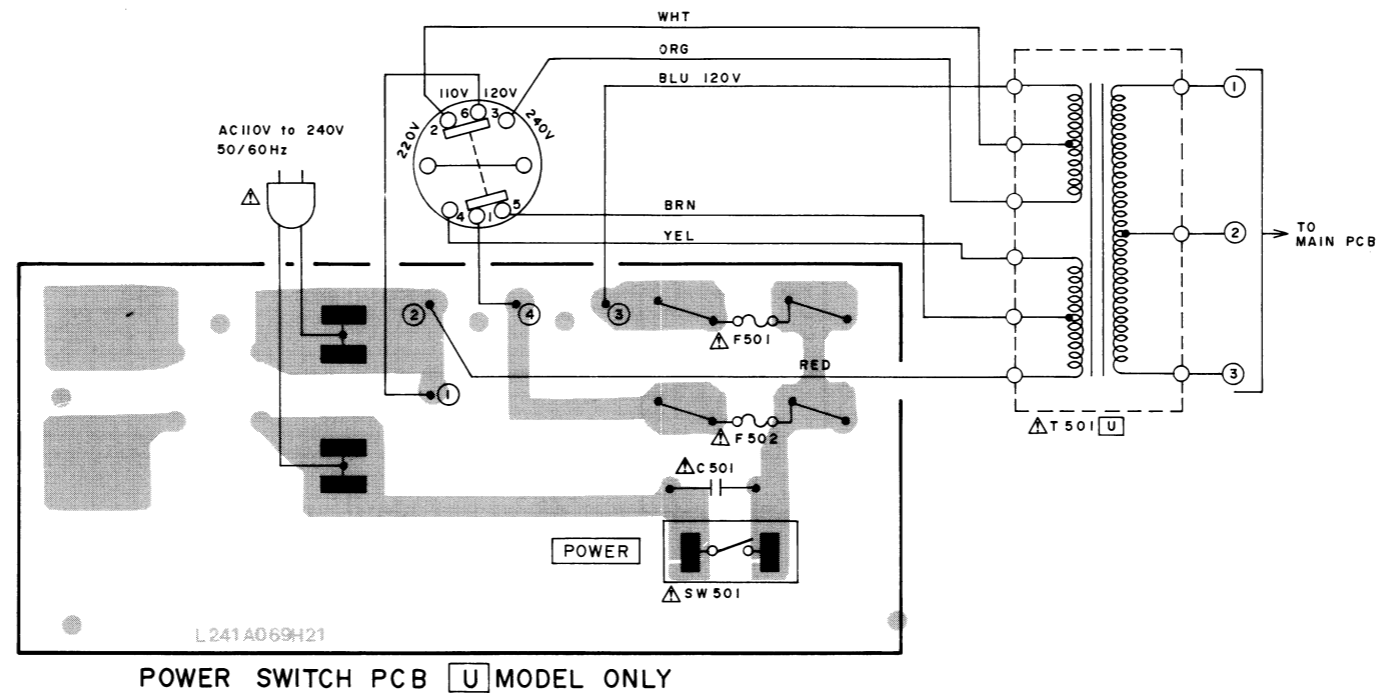 WHT
ORG
BLU 120V
110V 120V
6
2 3
220V
240V
AC110V to 240V
50/60Hz
⚠
4 1 5
BRN
YEL
1
2
3
TO
MAIN PCB
2 4 3
⚠ F501
RED
1
⚠ F502
⚠ T501 U
⚠ C501
POWER
⚠ SW501
L241A069H21
POWER SWITCH PCB U MODEL ONLY